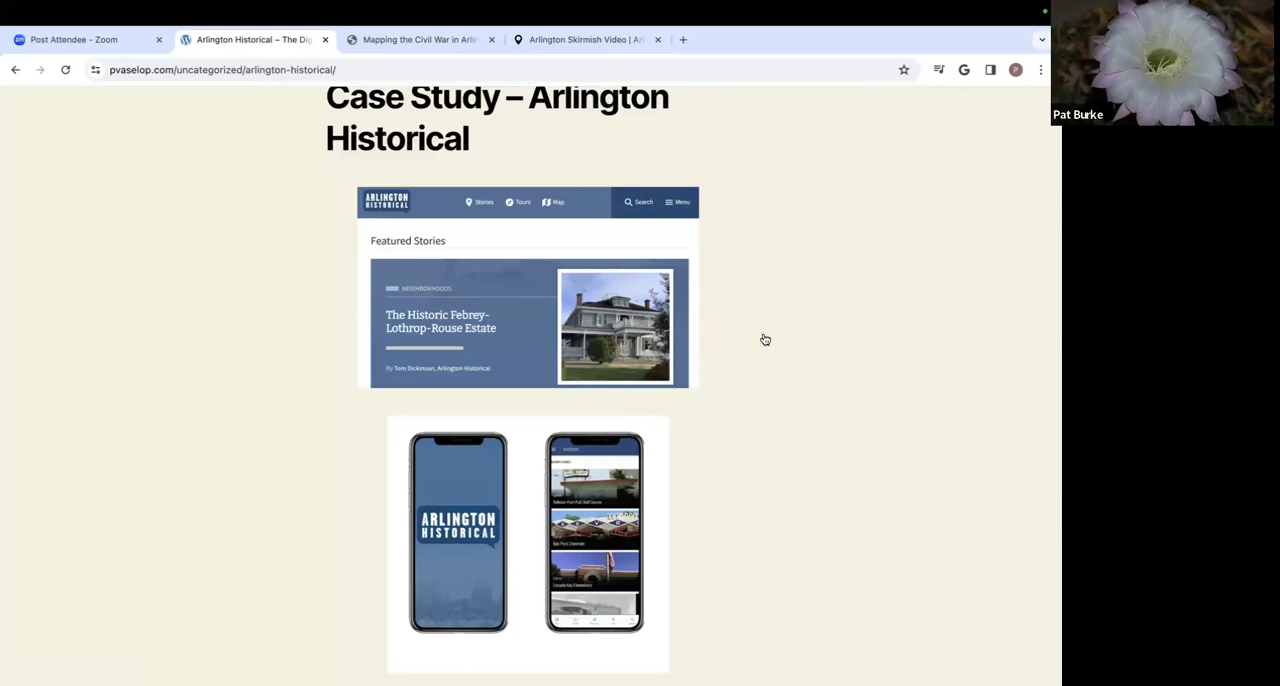 Post Attendee - Zoom
Arlington Historical – The Dig
Mapping the Civil War in Arlin
Arlington Skirmish Video | Arl
pvaselop.com/uncategorized/arlington-historical/
Pat Burke
Case Study – Arlington
Historical
ARLINGTON
HISTORICAL
Stories
Tours
Map
Search
Menu
Featured Stories
NEIGHBORHOODS
The Historic Febrey-
Lothrop-Rouse Estate
By Tom Dickinson, Arlington Historical
ARLINGTON
HISTORICAL